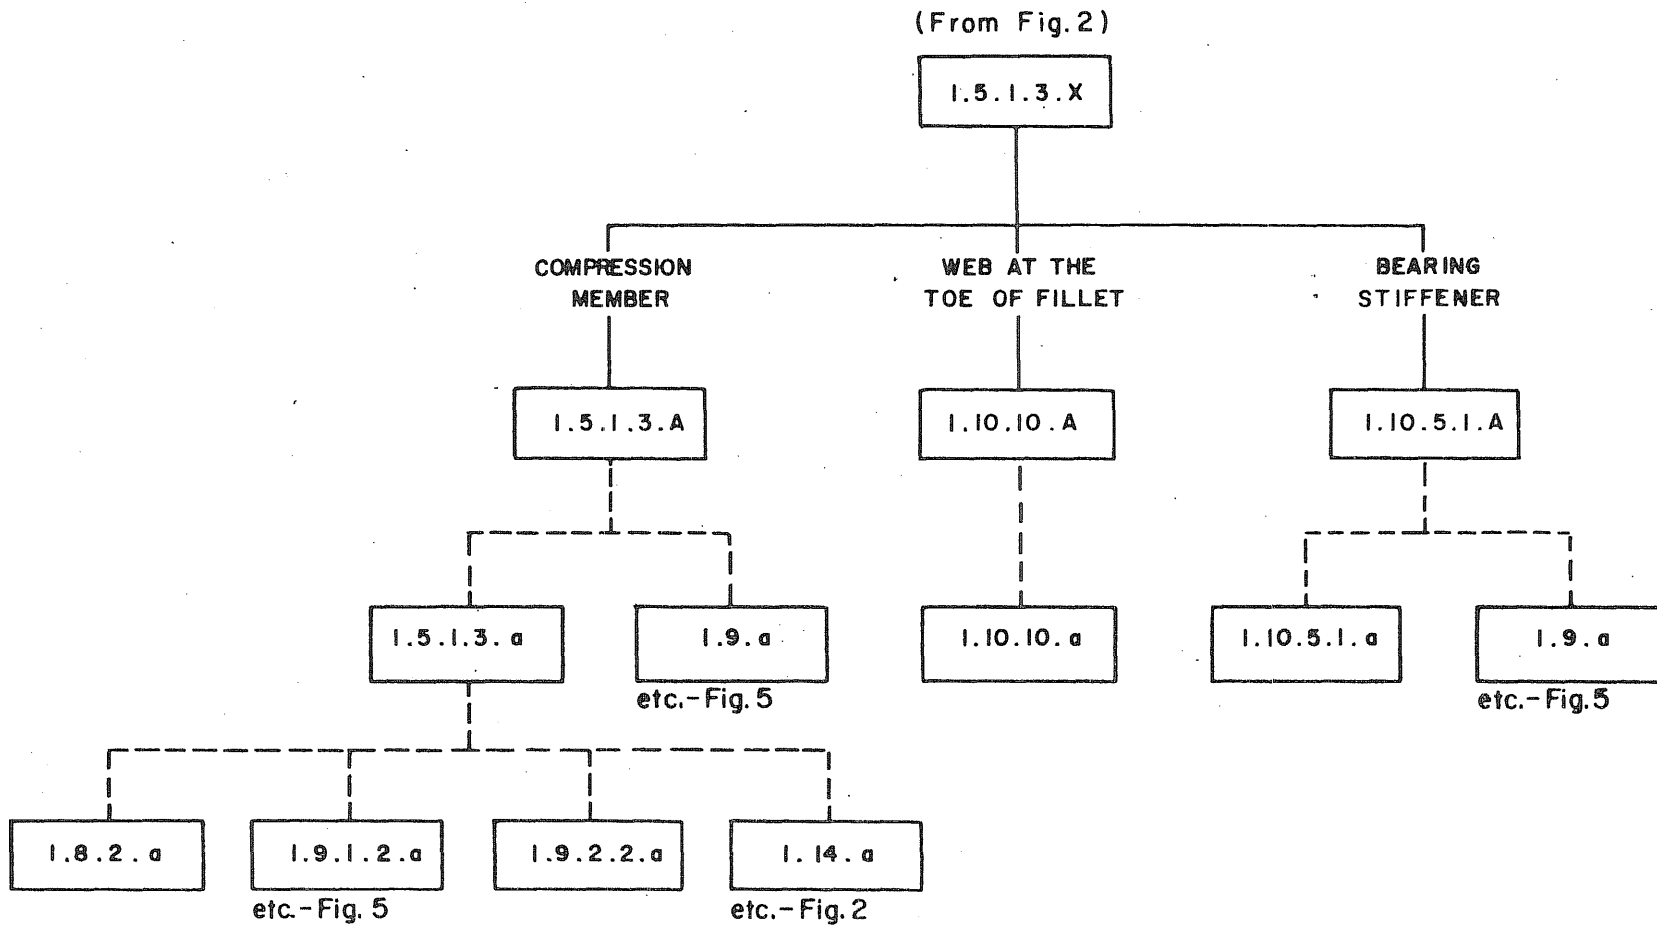 (From Fig. 2)
1.5.1.3.X
COMPRESSION
MEMBER
WEB AT THE
TOE OF FILLET
BEARING
STIFFENER
1.5.1.3.A
1.10.10.A
1.10.5.1.A
1.5.1.3.a
1.9.a
1.10.10.a
1.10.5.1.a
1.9.a
etc.-Fig. 5
etc.-Fig. 5
1.8.2.a
1.9.1.2.a
1.9.2.2.a
1.14.a
etc.-Fig. 5
etc.-Fig. 2